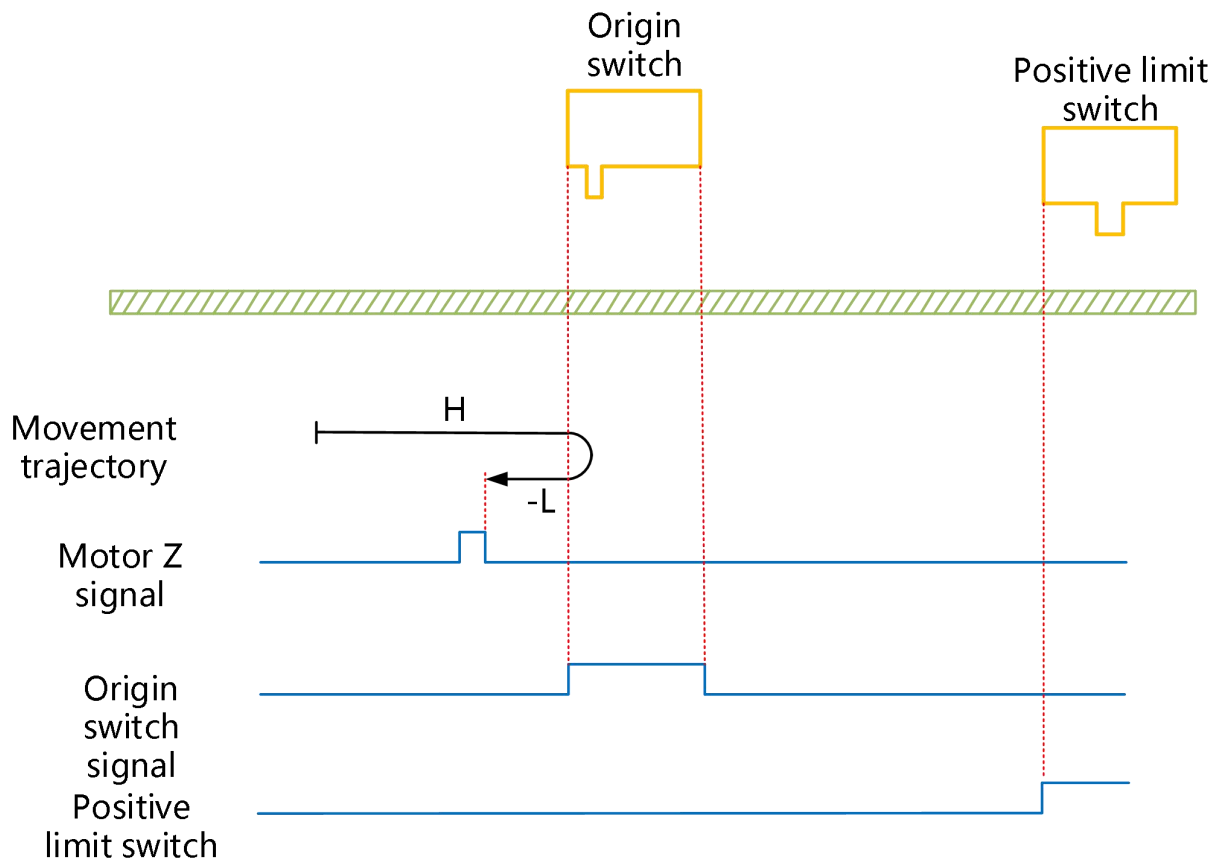 Origin
switch
Positive limit
switch
H
Movement
trajectory
-L
Motor Z
signal
Origin
switch
signal
Positive
limit switch